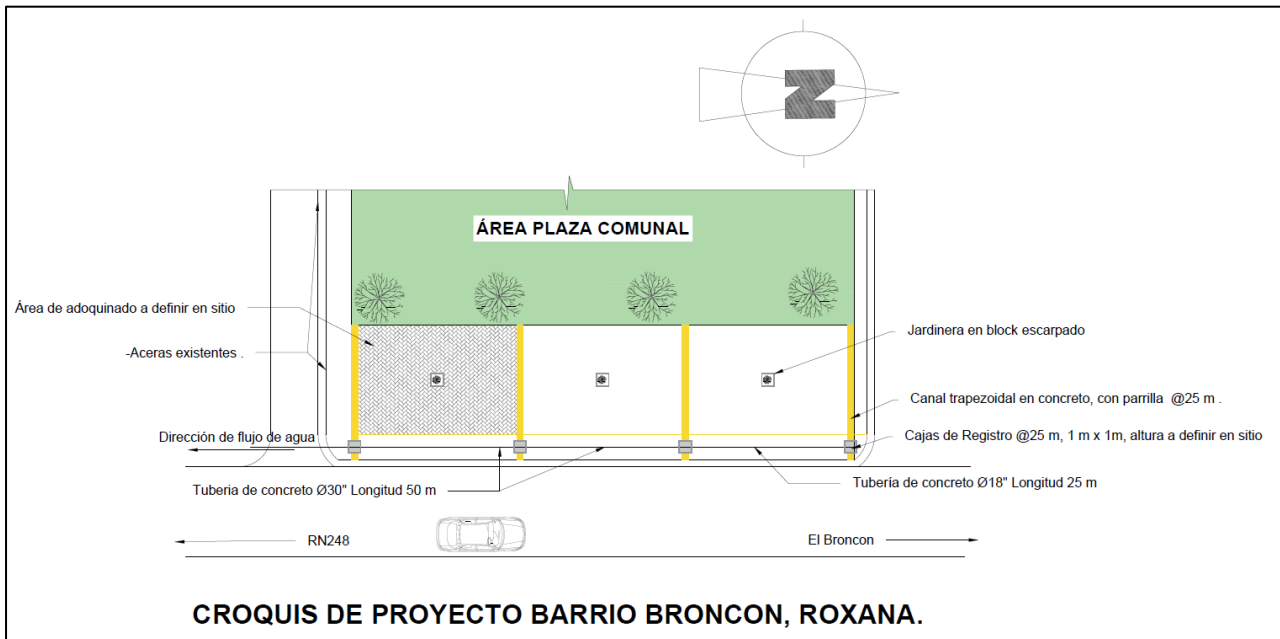 N
ÁREA PLAZA COMUNAL
Área de adoquinado a definir en sitio
Jardinera en block escarpado
-Aceras existentes .
Canal trapezoidal en concreto, con parrilla @25 m .
Dirección de flujo de agua
Cajas de Registro @25 m, 1 m x 1m, altura a definir en sitio
Tuberia de concreto Ø30" Longitud 50 m
Tubería de concreto Ø18" Longitud 25 m
RN248
El Broncon
CROQUIS DE PROYECTO BARRIO BRONCON, ROXANA.